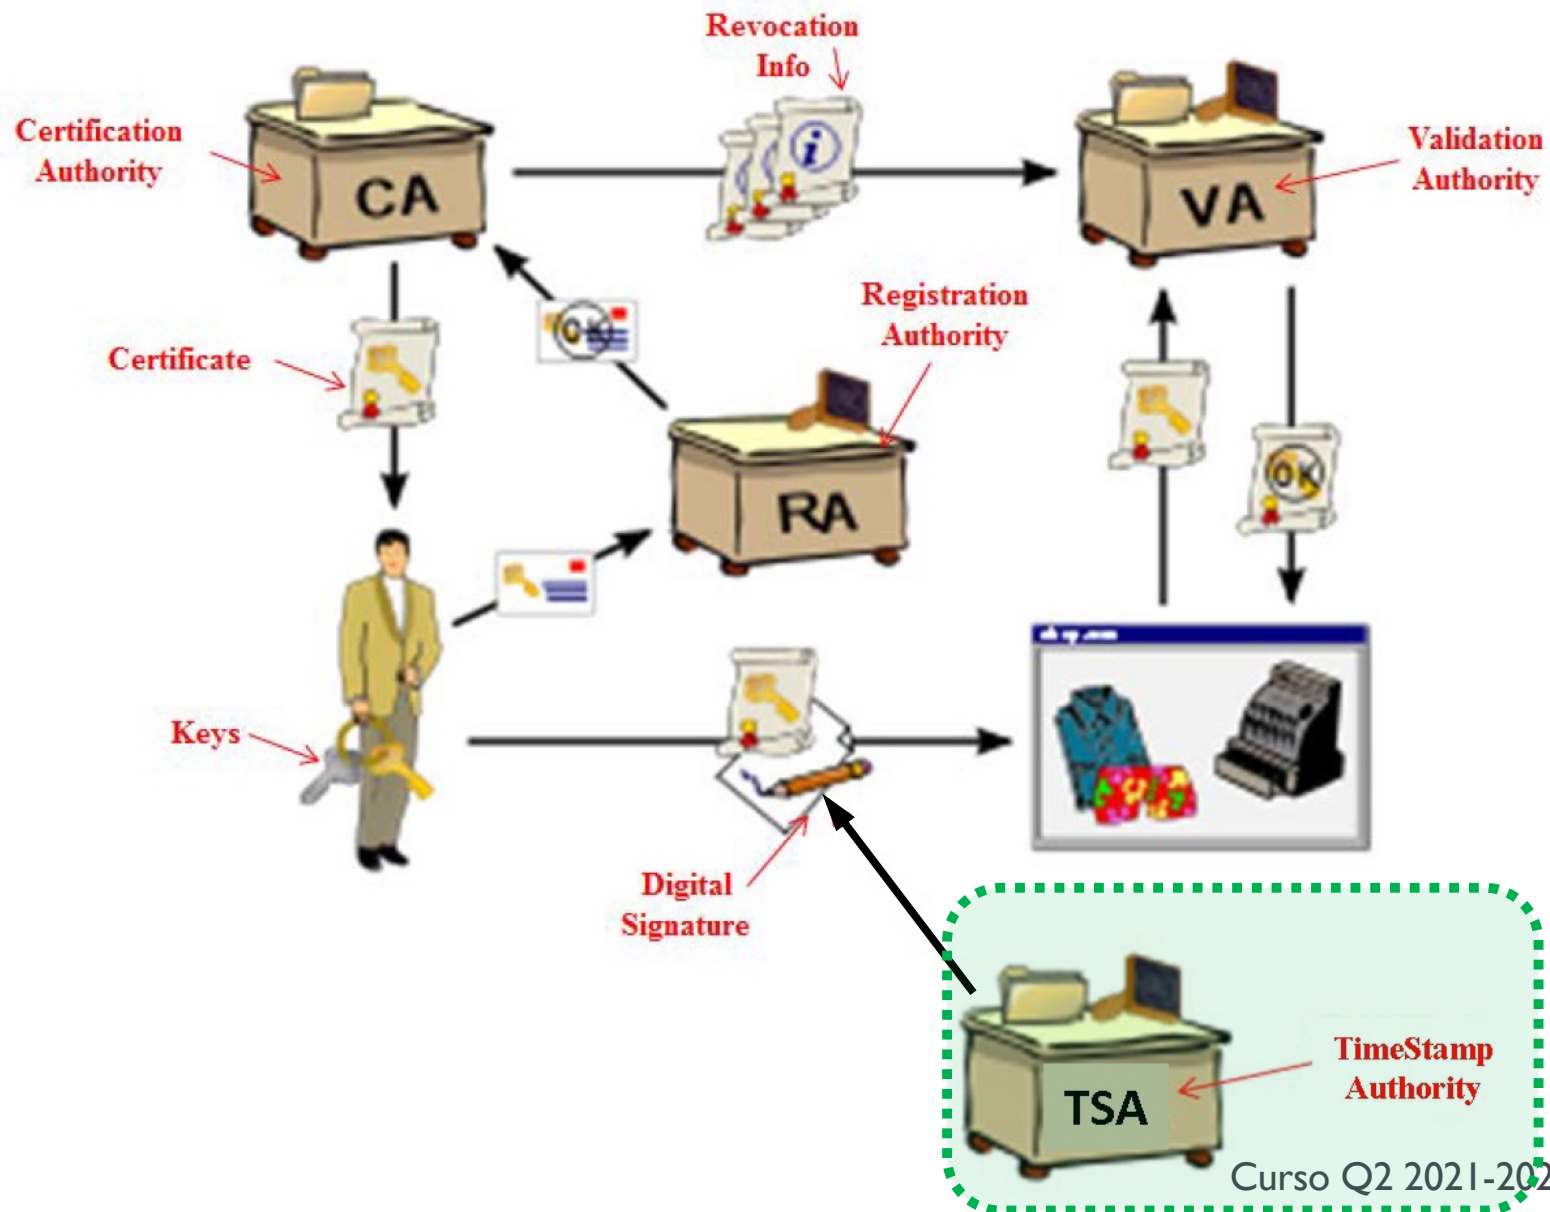 Revocation
Info
Certification
Authority
CA
VA
Validation
Authority
Registration
Authority
OK
Certificate
RA
OK
Keys
Digital
Signature
TimeStamp
Authority
TSA
Curso Q2 2021-202